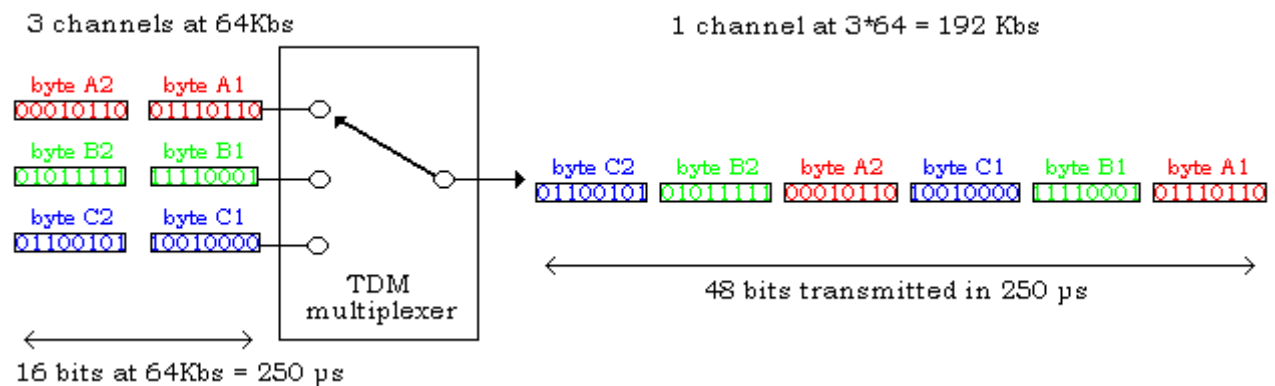 3 channels at 64Kbs
1 channel at 3*64 = 192 Kbs
byte A2 byte A1
00010110 01110110
byte B2 byte B1
01011111 11110001
byte C2 byte C1
01100101 10010000
TDM
multiplexer
16 bits at 64Kbs = 250 µs
byte C2 byte B2 byte A2 byte C1 byte B1 byte A1
01100101 01011111 00010110 10010000 11110001 01110110
48 bits transmitted in 250 µs